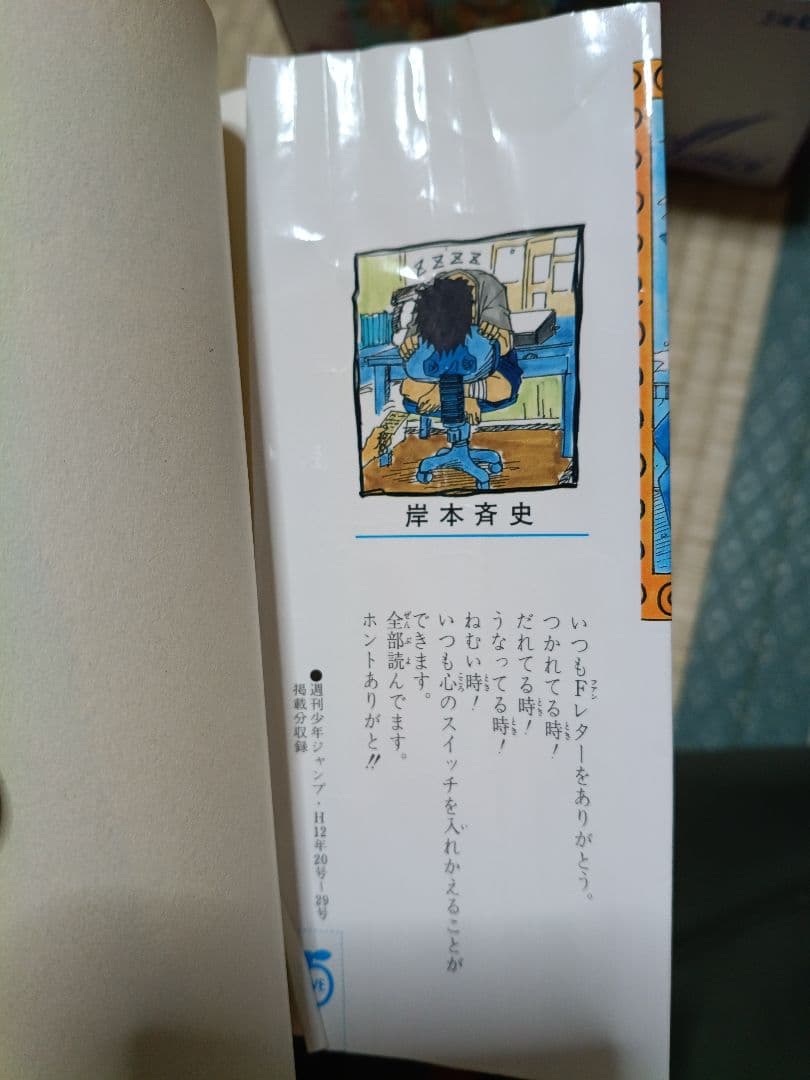 ZZZZ
岸本斉史
いつもFレターをありがとう。
つかれてる時!
だれてる時!
うなってる時!
ねむい時!
いつも心のスイッチを入れかえることが
できます。
全部読んでます。
ホントありがと!!
●週刊少年ジャンプ・H12年20号〜29号
掲載分収録